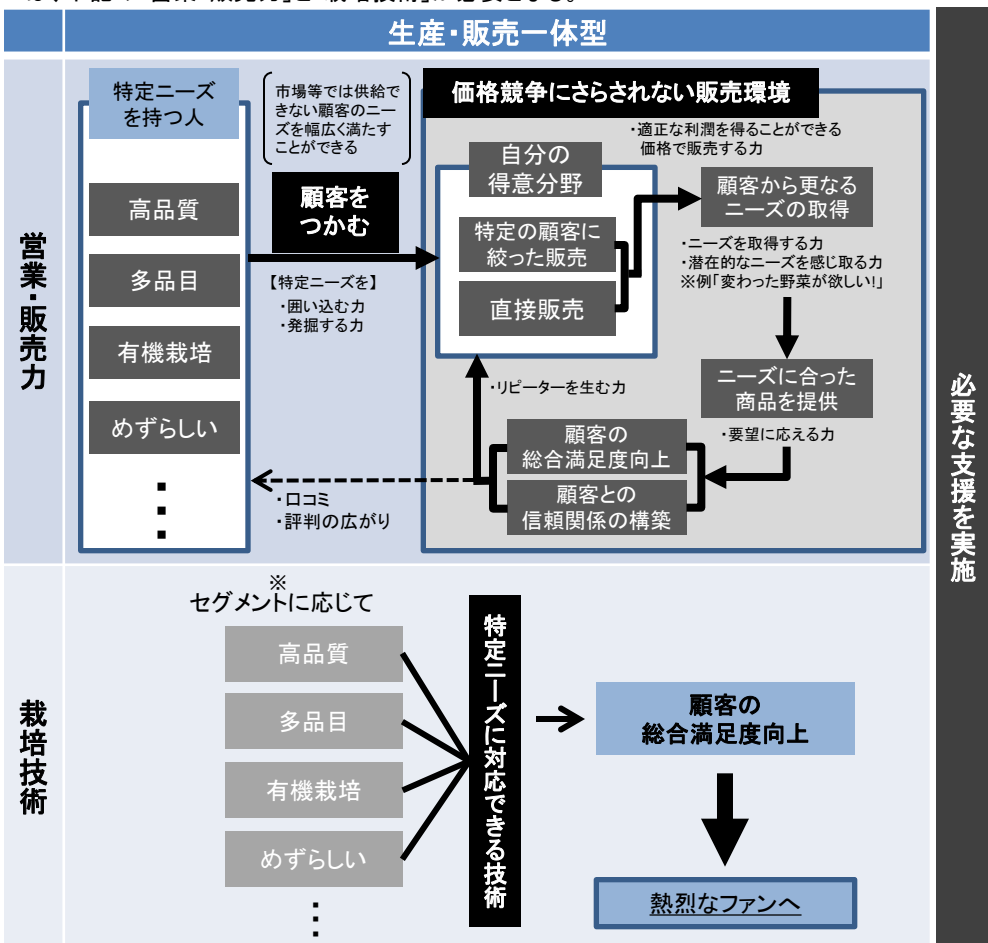 生産・販売一体型
営業・販売力
特定ニーズ
を持つ人
高品質
多品目
有機栽培
めずらしい
市場等では供給で
きない顧客のニー
ズを幅広く満たす
ことができる
顧客を
つかむ
【特定ニーズを】
・囲い込む力
・発掘する力
価格競争にさらされない販売環境
・適正な利潤を得ることができる
価格で販売する力
自分の
得意分野
特定の顧客に
絞った販売
直接販売
顧客から更なる
ニーズの取得
・ニーズを取得する力
・潜在的なニーズを感じ取る力
※例「変わった野菜が欲しい!」
ニーズに合った
商品を提供
・要望に応える力
・リピーターを生む力
顧客の
総合満足度向上
顧客との
信頼関係の構築
・口コミ
・評判の広がり
栽培技術
※
セグメントに応じて
高品質
多品目
有機栽培
めずらしい
特定ニーズに対応できる技術
顧客の
総合満足度向上
熱烈なファンへ
必要な支援を実施